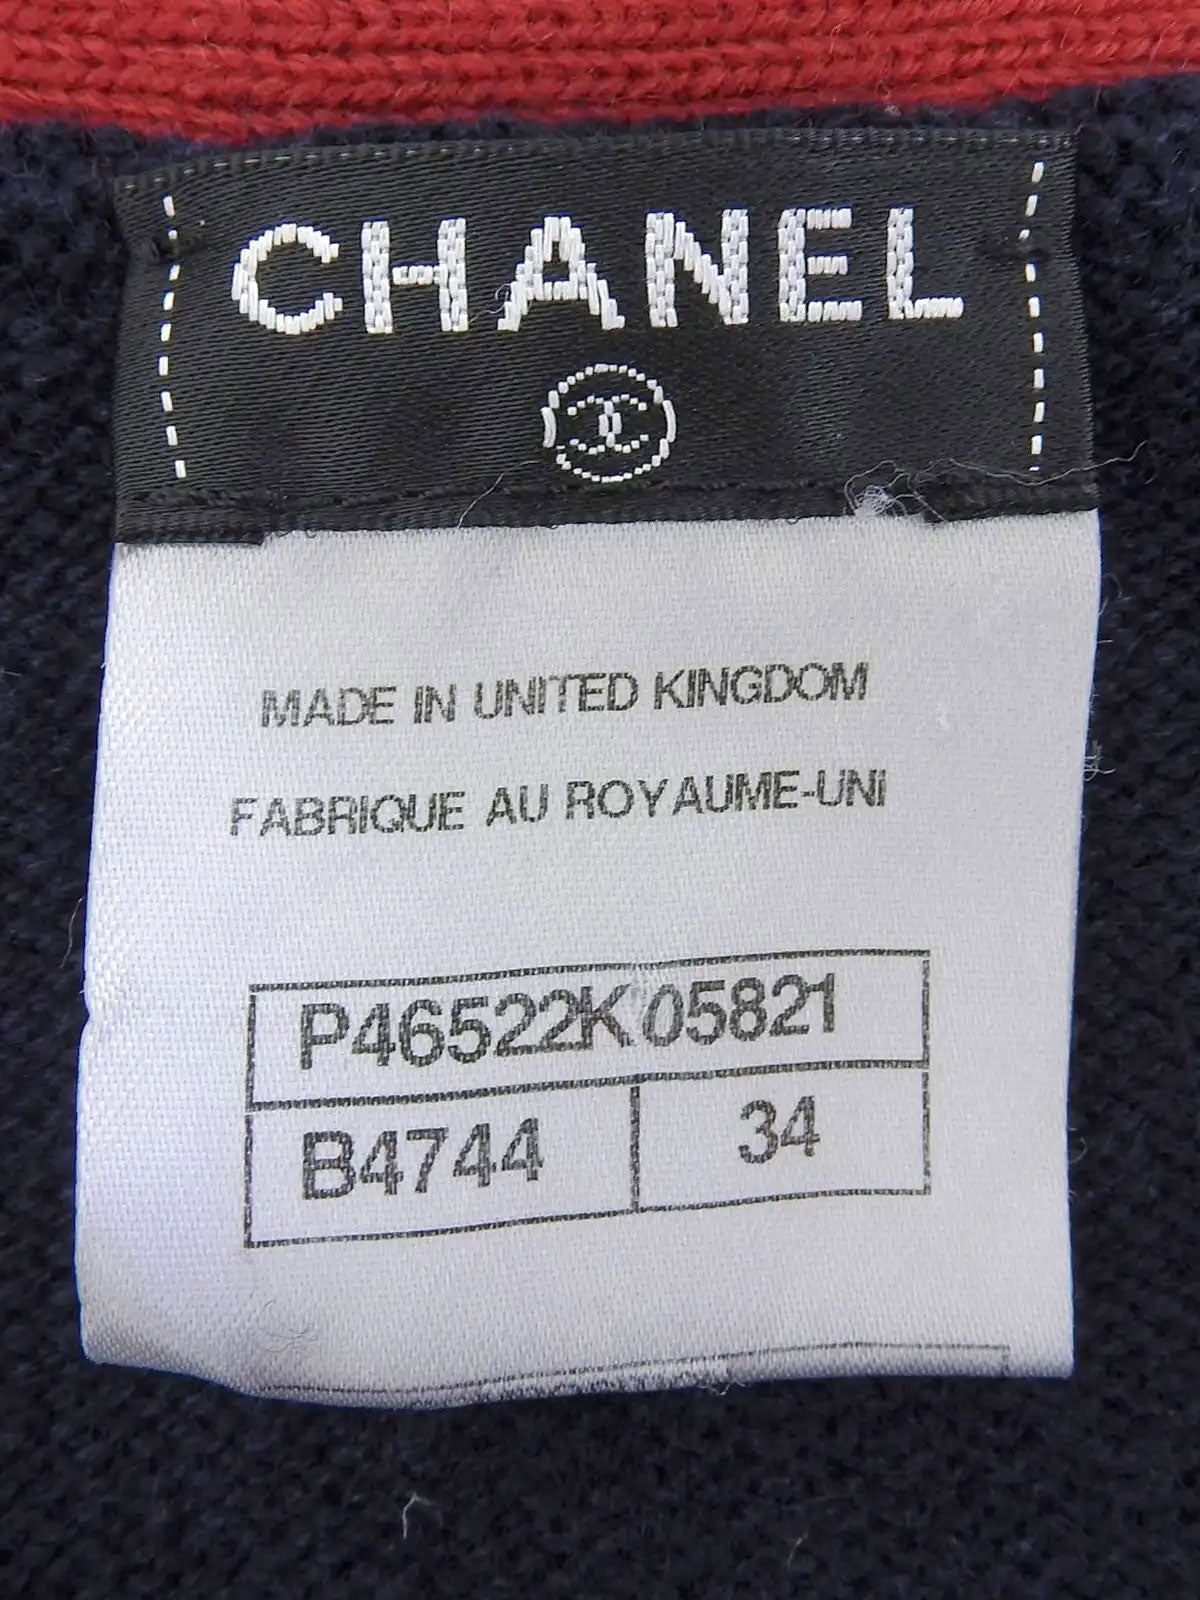 CHANEL
MADE IN UNITED KINGDOM
FABRIQUE AU ROYAUME-UNI
P46522K05821
B4744 34